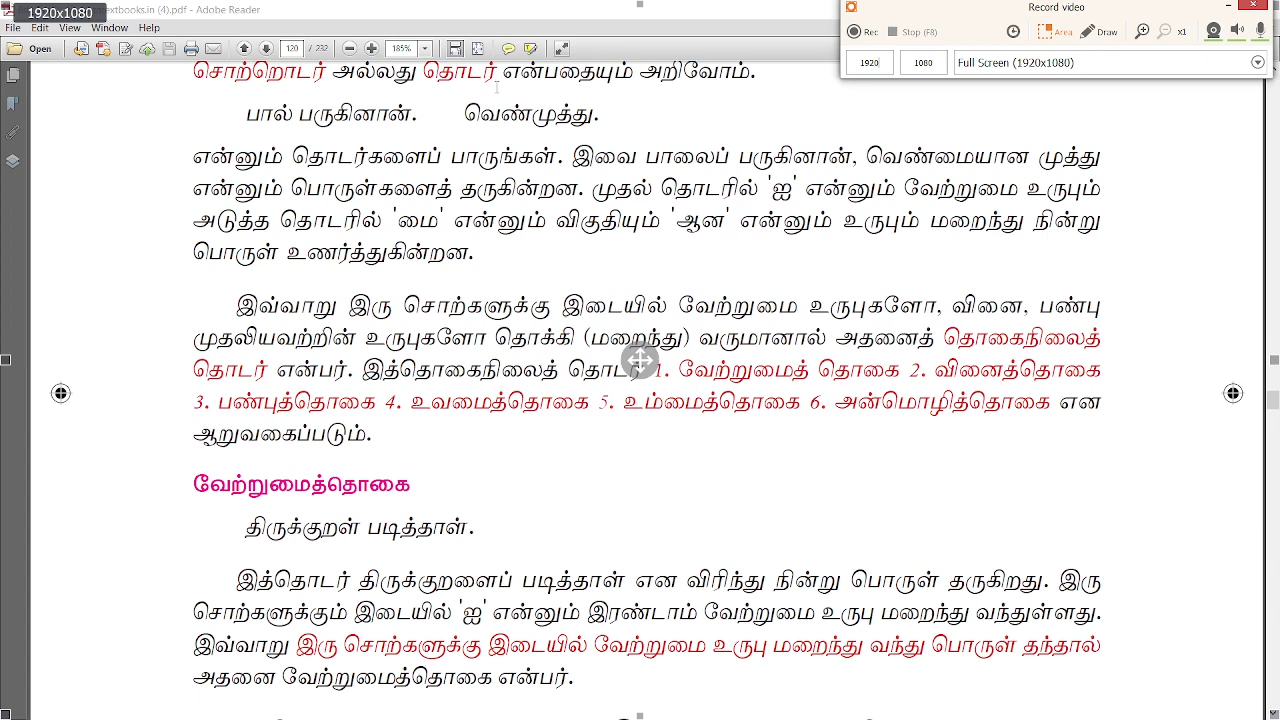 1920x1080
textbooks.in (4).pdf - Adobe Reader
Record video
File View Window Help
Open 120 / 232 185%
Rec Stop (F8) Area Draw x1
1920 1080 Full Screen (1920x1080)
சொற்றொடர் அல்லது தொடர் என்பதையும் அறிவோம்.
பால் பருகினான். வெண்முத்து.
என்னும் தொடர்களைப் பாருங்கள். இவை பாலைப் பருகினான், வெண்மையான முத்து
என்னும் பொருள்களைத் தருகின்றன. முதல் தொடரில் 'ஐ' என்னும் வேற்றுமை உருபும்
அடுத்த தொடரில் 'மை' என்னும் விகுதியும் 'ஆன' என்னும் உருபும் மறைந்து நின்று
பொருள் உணர்த்துகின்றன.
இவ்வாறு இரு சொற்களுக்கு இடையில் வேற்றுமை உருபுகளோ, வினை, பண்பு
முதலியவற்றின் உருபுகளோ தொக்கி (மறைந்து) வருமானால் அதனைத் தொகைநிலைத்
தொடர் என்பர். இத்தொகைநிலைத் தொடர் 1. வேற்றுமைத் தொகை 2. வினைத்தொகை
3. பண்புத்தொகை 4. உவமைத்தொகை 5. உம்மைத்தொகை 6. அன்மொழித்தொகை என
ஆறுவகைப்படும்.
வேற்றுமைத்தொகை
திருக்குறள் படித்தாள்.
இத்தொடர் திருக்குறளைப் படித்தாள் என விரிந்து நின்று பொருள் தருகிறது. இரு
சொற்களுக்கும் இடையில் 'ஐ' என்னும் இரண்டாம் வேற்றுமை உருபு மறைந்து வந்துள்ளது.
இவ்வாறு இரு சொற்களுக்கு இடையில் வேற்றுமை உருபு மறைந்து வந்து பொருள் தந்தால்
அதனை வேற்றுமைத்தொகை என்பர்.